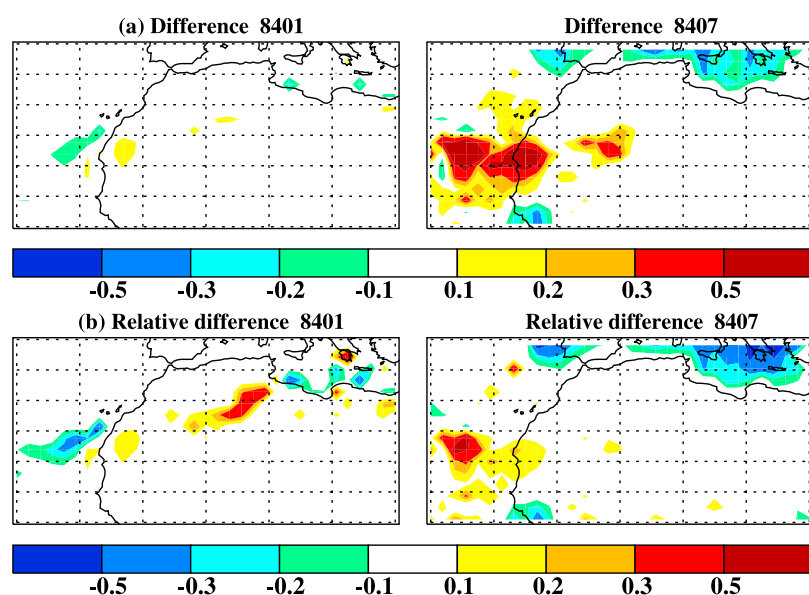 (a) Difference 8401
Difference 8407
-0.5 -0.3 -0.2 -0.1 0.1 0.2 0.3 0.5
(b) Relative difference 8401
Relative difference 8407
-0.5 -0.3 -0.2 -0.1 0.1 0.2 0.3 0.5